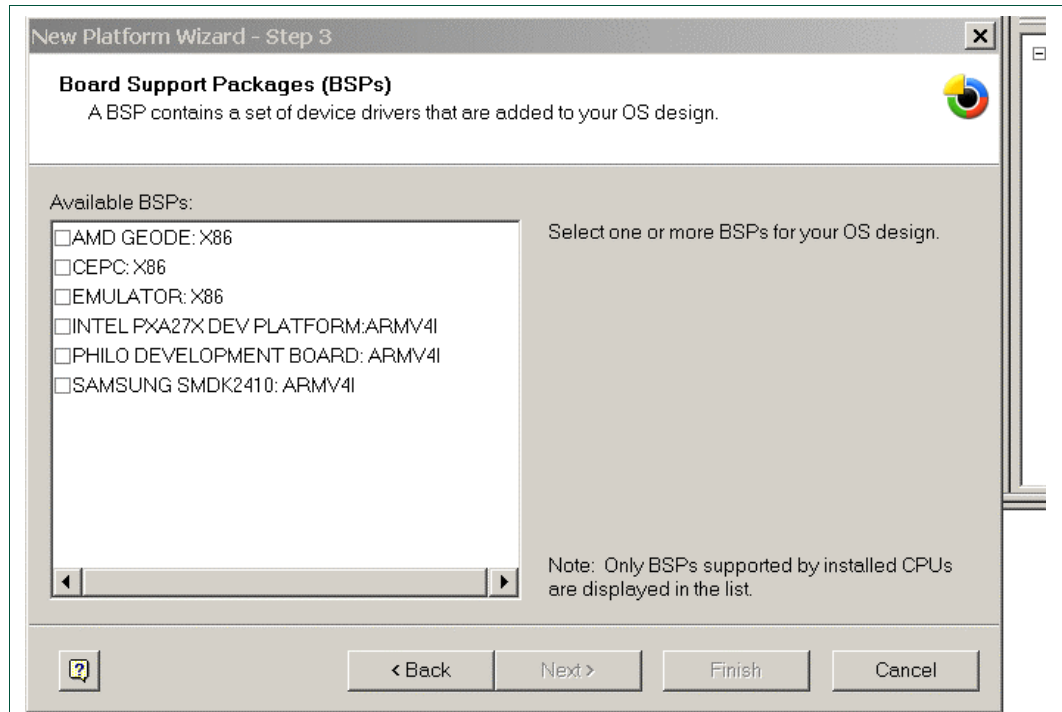 New Platform Wizard - Step 3
Board Support Packages (BSPs)
A BSP contains a set of device drivers that are added to your OS design.
Available BSPs:
AMD GEODE: X86
CEPC: X86
EMULATOR: X86
INTEL PXA27X DEV PLATFORM:ARMV4I
PHILO DEVELOPMENT BOARD: ARMV4I
SAMSUNG SMDK2410: ARMV4I
Select one or more BSPs for your OS design.
Note: Only BSPs supported by installed CPUs
are displayed in the list.
< Back
Next >
Finish
Cancel